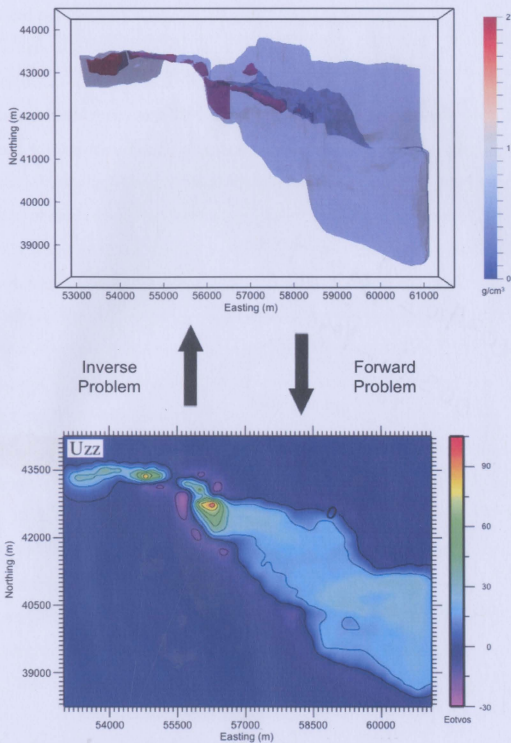 44000
43000
42000
41000
40000
39000
Northing (m)
53000 54000 55000 56000 57000 58000 59000 60000 61000
Easting (m)
2
1
0
g/cm³
Inverse
Problem
Forward
Problem
Uzz
43500
42000
40500
39000
Northing (m)
54000 55500 57000 58500 60000
Easting (m)
90
60
30
0
-30
Eotvos